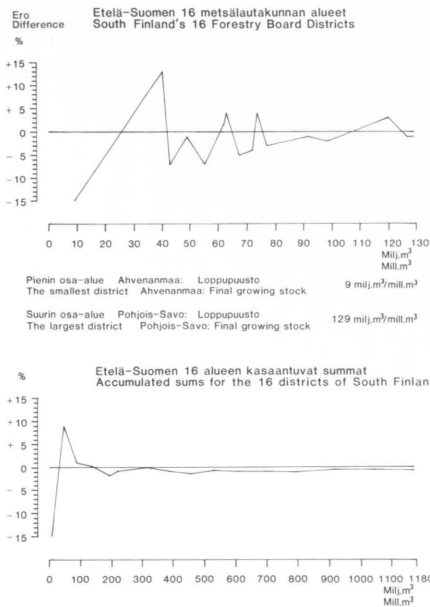 Ero
Difference
%
Etelä-Suomen 16 metsälautakunnan alueet
South Finland's 16 Forestry Board Districts
+15
+10
+ 5
0
- 5
-10
-15
0 10 20 30 40 50 60 70 80 90 100 110 120 130
Milj.m³
Mill.m³
Pienin osa-alue Ahvenanmaa: Loppupuusto 9 milj.m³/mill.m³
The smallest district Ahvenanmaa: Final growing stock
Suurin osa-alue Pohjois-Savo: Loppupuusto 129 milj.m³/mill.m³
The largest district Pohjois-Savo: Final growing stock
%
Etelä-Suomen 16 alueen kasaantuvat summat
Accumulated sums for the 16 districts of South Finlan
+15
+10
+ 5
0
- 5
-10
-15
0 100 200 300 400 500 600 700 800 900 1000 1100 1180
Milj.m³
Mill.m³